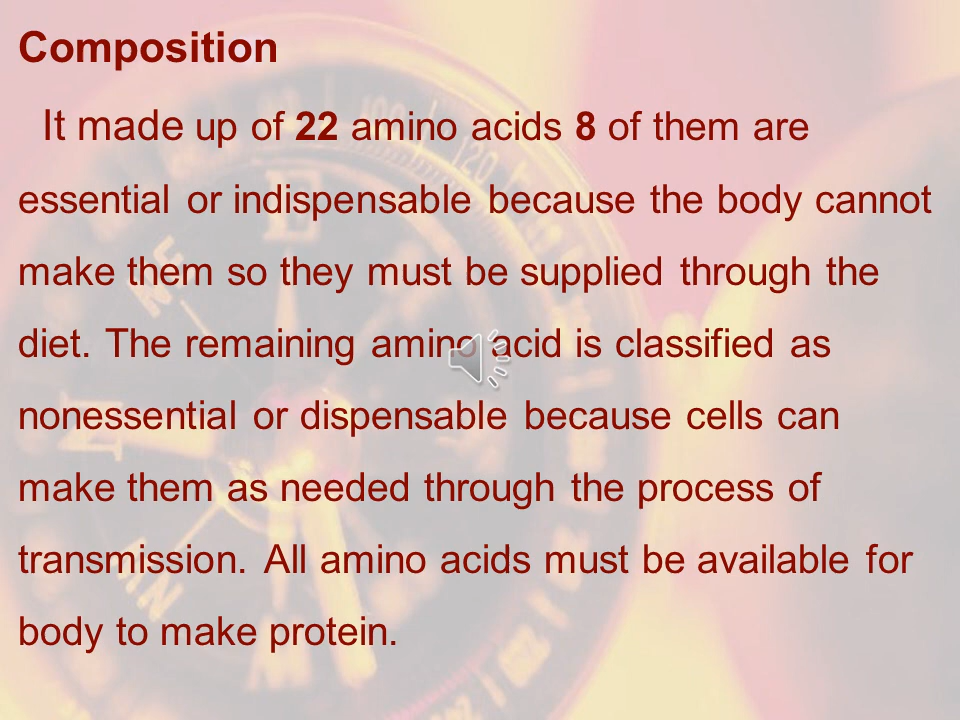 Composition
It made up of 22 amino acids 8 of them are
essential or indispensable because the body cannot
make them so they must be supplied through the
diet. The remaining amino acid is classified as
nonessential or dispensable because cells can
make them as needed through the process of
transmission. All amino acids must be available for
body to make protein.